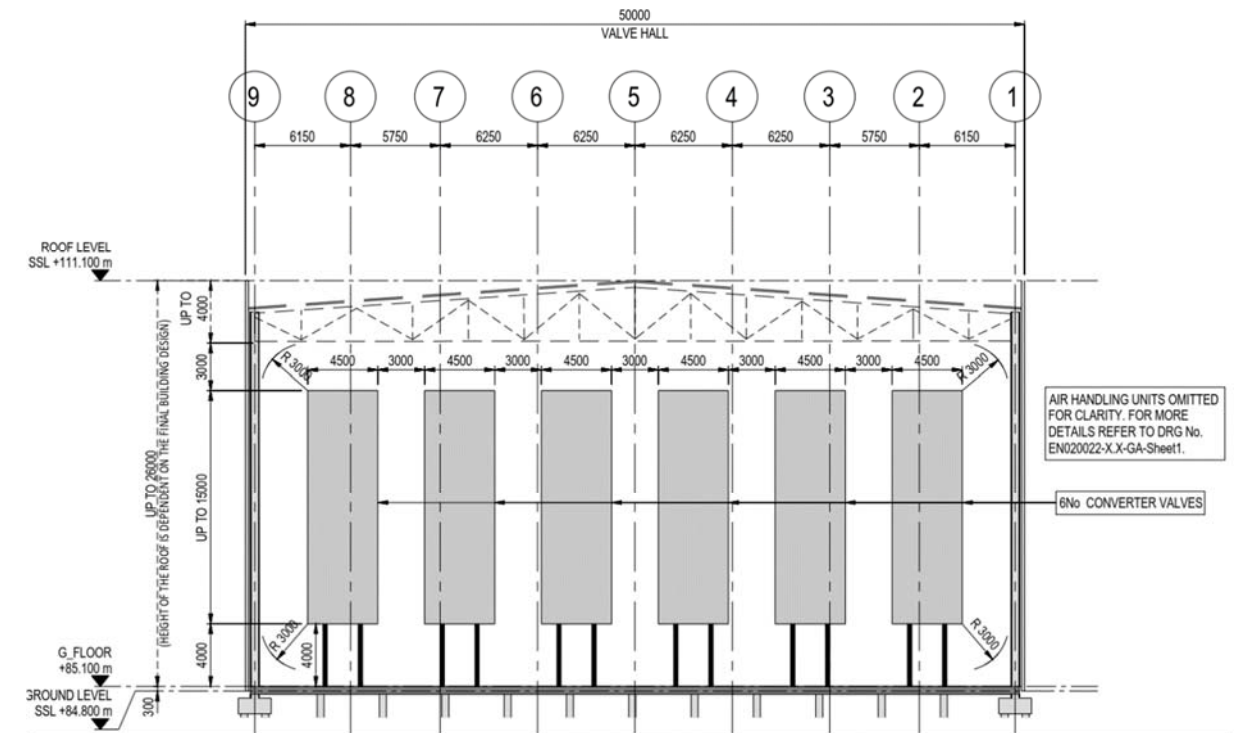 50000
VALVE HALL
9 8 7 6 5 4 3 2 1
6150 5750 6250 6250 6250 6250 5750 6150
ROOF LEVEL
SSL +111.100 m
UP TO
4000
3000
UP TO 26000
(HEIGHT OF THE ROOF IS DEPENDENT ON THE FINAL BUILDING DESIGN)
R 3000
4500 3000 4500 3000 4500 3000 4500 3000 4500 3000 4500
R 3000
AIR HANDLING UNITS OMITTED
FOR CLARITY. FOR MORE
DETAILS REFER TO DRG No.
EN020022-X.X-GA-Sheet1.
UP TO 15000
6No CONVERTER VALVES
R 3000
R 3000
4000
4000
G_FLOOR
+85.100 m
GROUND LEVEL
SSL +84.800 m
300